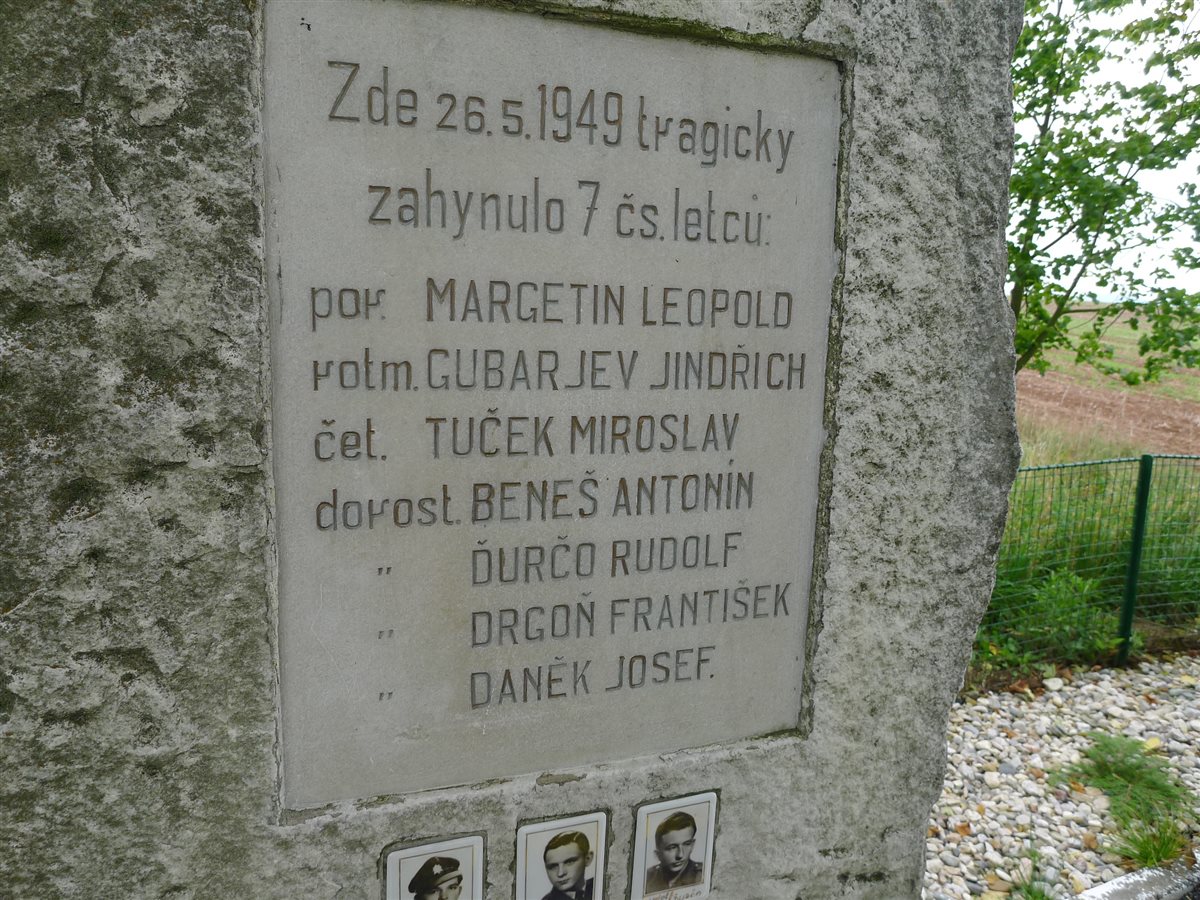 Zde 26.5.1949 tragicky
zahynulo 7 čs. letců:
por. MARGETIN LEOPOLD
rotm. GUBARJEV JINDŘICH
čet. TUČEK MIROSLAV
dorost. BENEŠ ANTONÍN
„ ĎURČO RUDOLF
„ DRGOŇ FRANTIŠEK
„ DANĚK JOSEF.